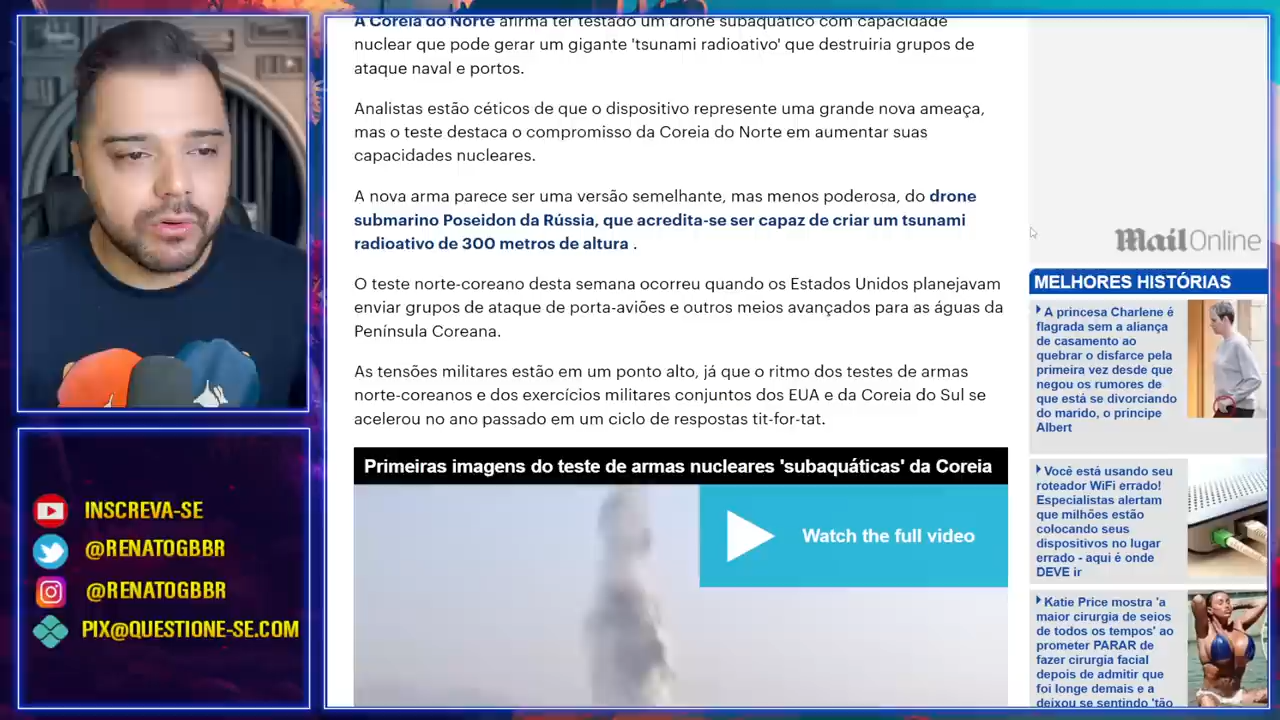 A Coreia do Norte afirma ter testado um drone subaquático com capacidade
nuclear que pode gerar um gigante 'tsunami radioativo' que destruiria grupos de
ataque naval e portos.
Analistas estão céticos de que o dispositivo represente uma grande nova ameaça,
mas o teste destaca o compromisso da Coreia do Norte em aumentar suas
capacidades nucleares.
A nova arma parece ser uma versão semelhante, mas menos poderosa, do drone
submarino Poseidon da Rússia, que acredita-se ser capaz de criar um tsunami
radioativo de 300 metros de altura .
O teste norte-coreano desta semana ocorreu quando os Estados Unidos planejavam
enviar grupos de ataque de porta-aviões e outros meios avançados para as águas da
Península Coreana.
As tensões militares estão em um ponto alto, já que o ritmo dos testes de armas
norte-coreanos e dos exercícios militares conjuntos dos EUA e da Coreia do Sul se
acelerou no ano passado em um ciclo de respostas tit-for-tat.
Primeiras imagens do teste de armas nucleares 'subaquáticas' da Coreia
Watch the full video
MailOnline
MELHORES HISTÓRIAS
A princesa Charlene é
flagrada sem a aliança
de casamento ao
quebrar o disfarce pela
primeira vez desde que
negou os rumores de
que está se divorciando
do marido, o príncipe
Albert
Você está usando seu
roteador WiFi errado!
Especialistas alertam
que milhões estão
colocando seus
dispositivos no lugar
errado - aqui é onde
DEVE ir
Katie Price mostra 'a
maior cirurgia de seios
de todos os tempos' ao
prometer PARAR de
fazer cirurgia facial
depois de admitir que
foi longe demais e a
deixou se sentindo 'tão
INSCREVA-SE
@RENATOGBBR
@RENATOGBBR
PIX@QUESTIONE-SE.COM